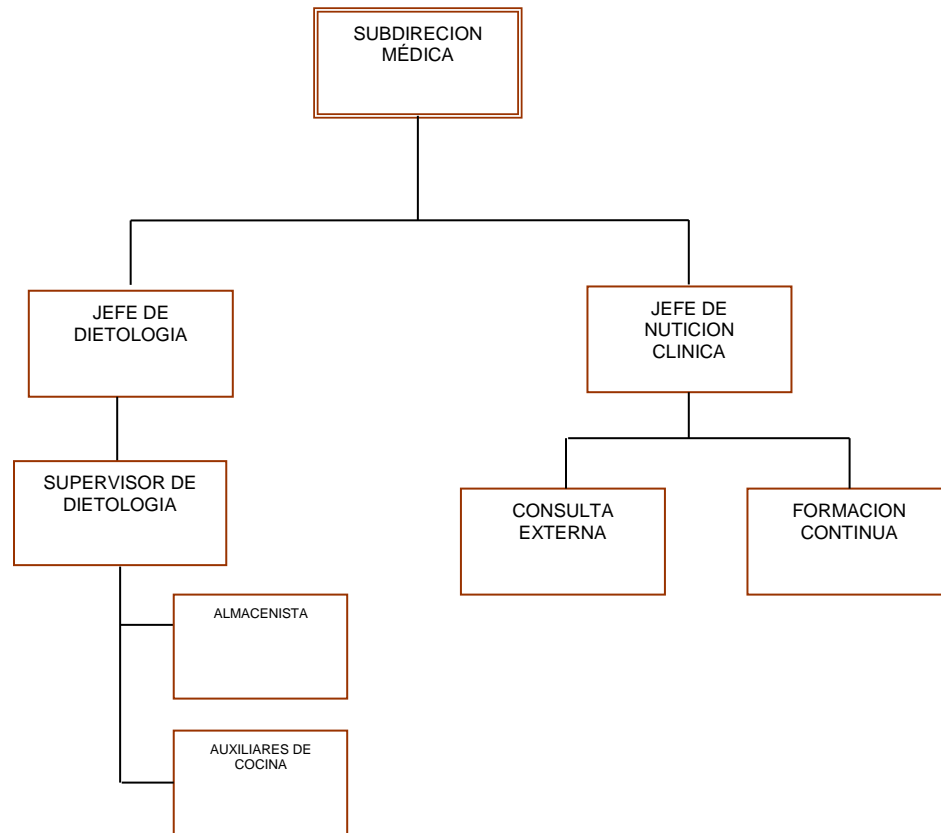 SUBDIRECION
MÉDICA
JEFE DE
DIETOLOGIA
JEFE DE
NUTICION
CLINICA
SUPERVISOR DE
DIETOLOGIA
CONSULTA
EXTERNA
FORMACION
CONTINUA
ALMACENISTA
AUXILIARES DE
COCINA